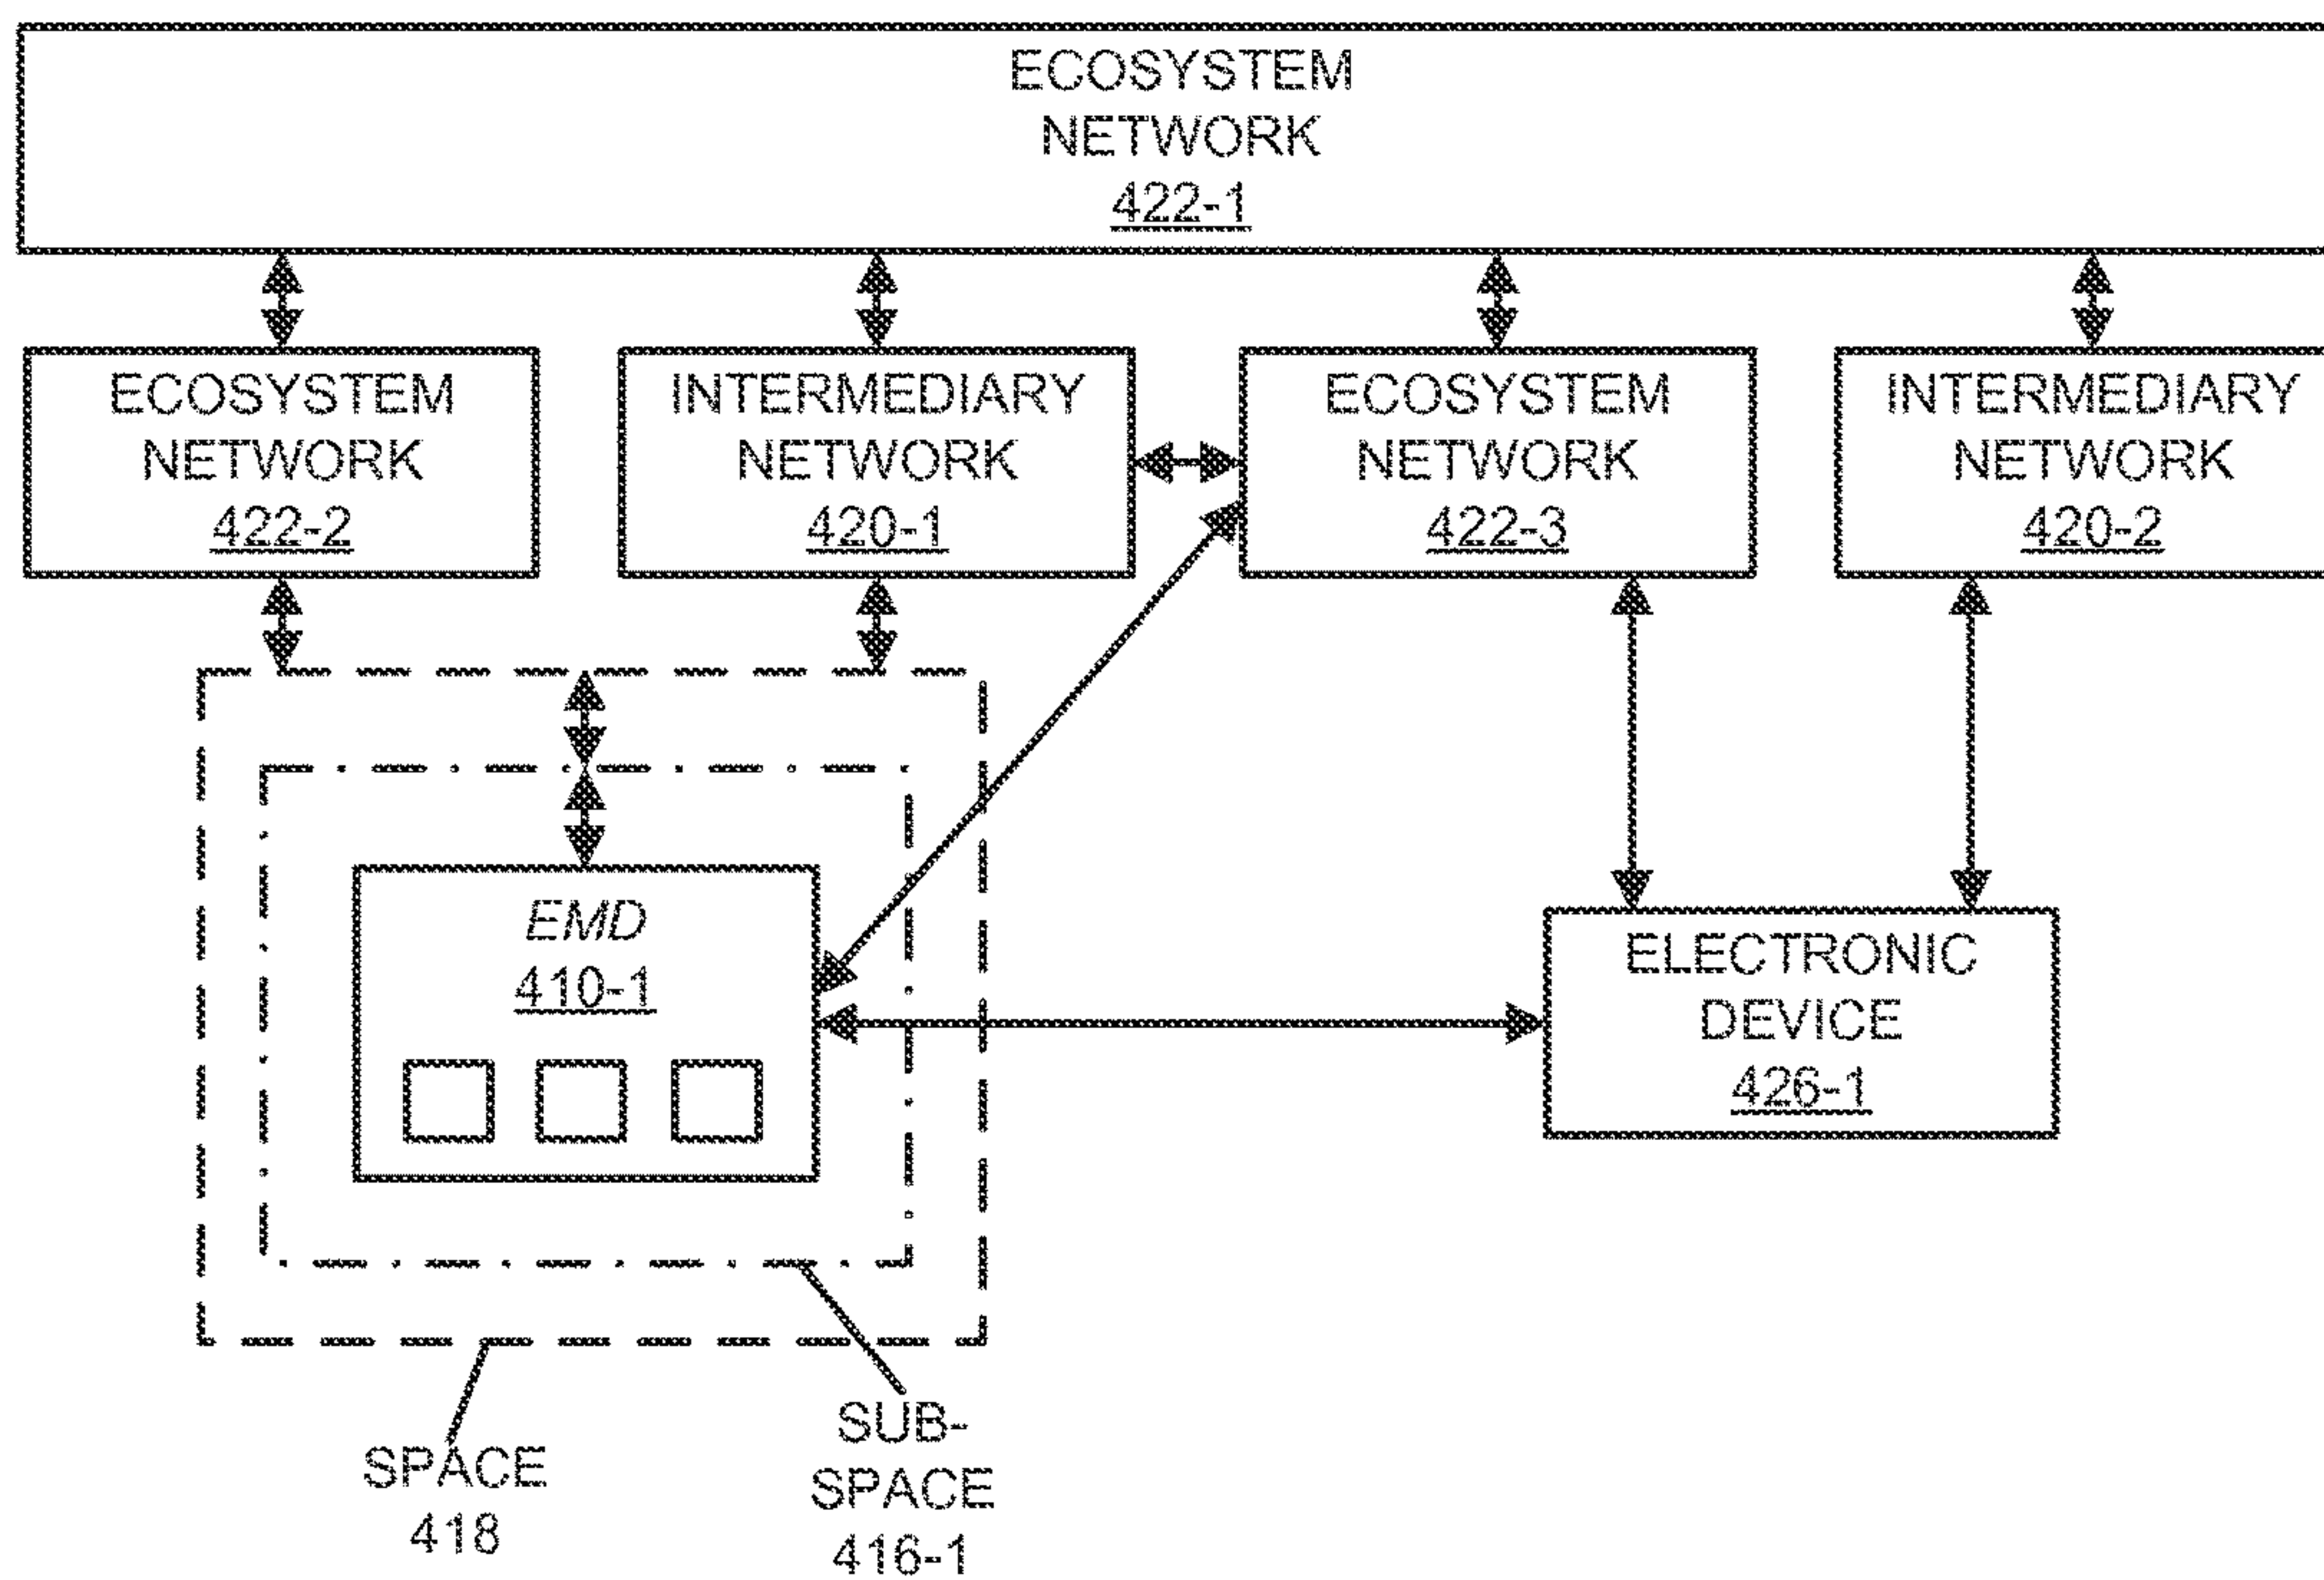 ECOSYSTEM
NETWORK
422-1
ECOSYSTEM
NETWORK
422-2
INTERMEDIARY
NETWORK
420-1
ECOSYSTEM
NETWORK
422-3
INTERMEDIARY
NETWORK
420-2
EMD
410-1
ELECTRONIC
DEVICE
426-1
SPACE
418
SUB-
SPACE
416-1